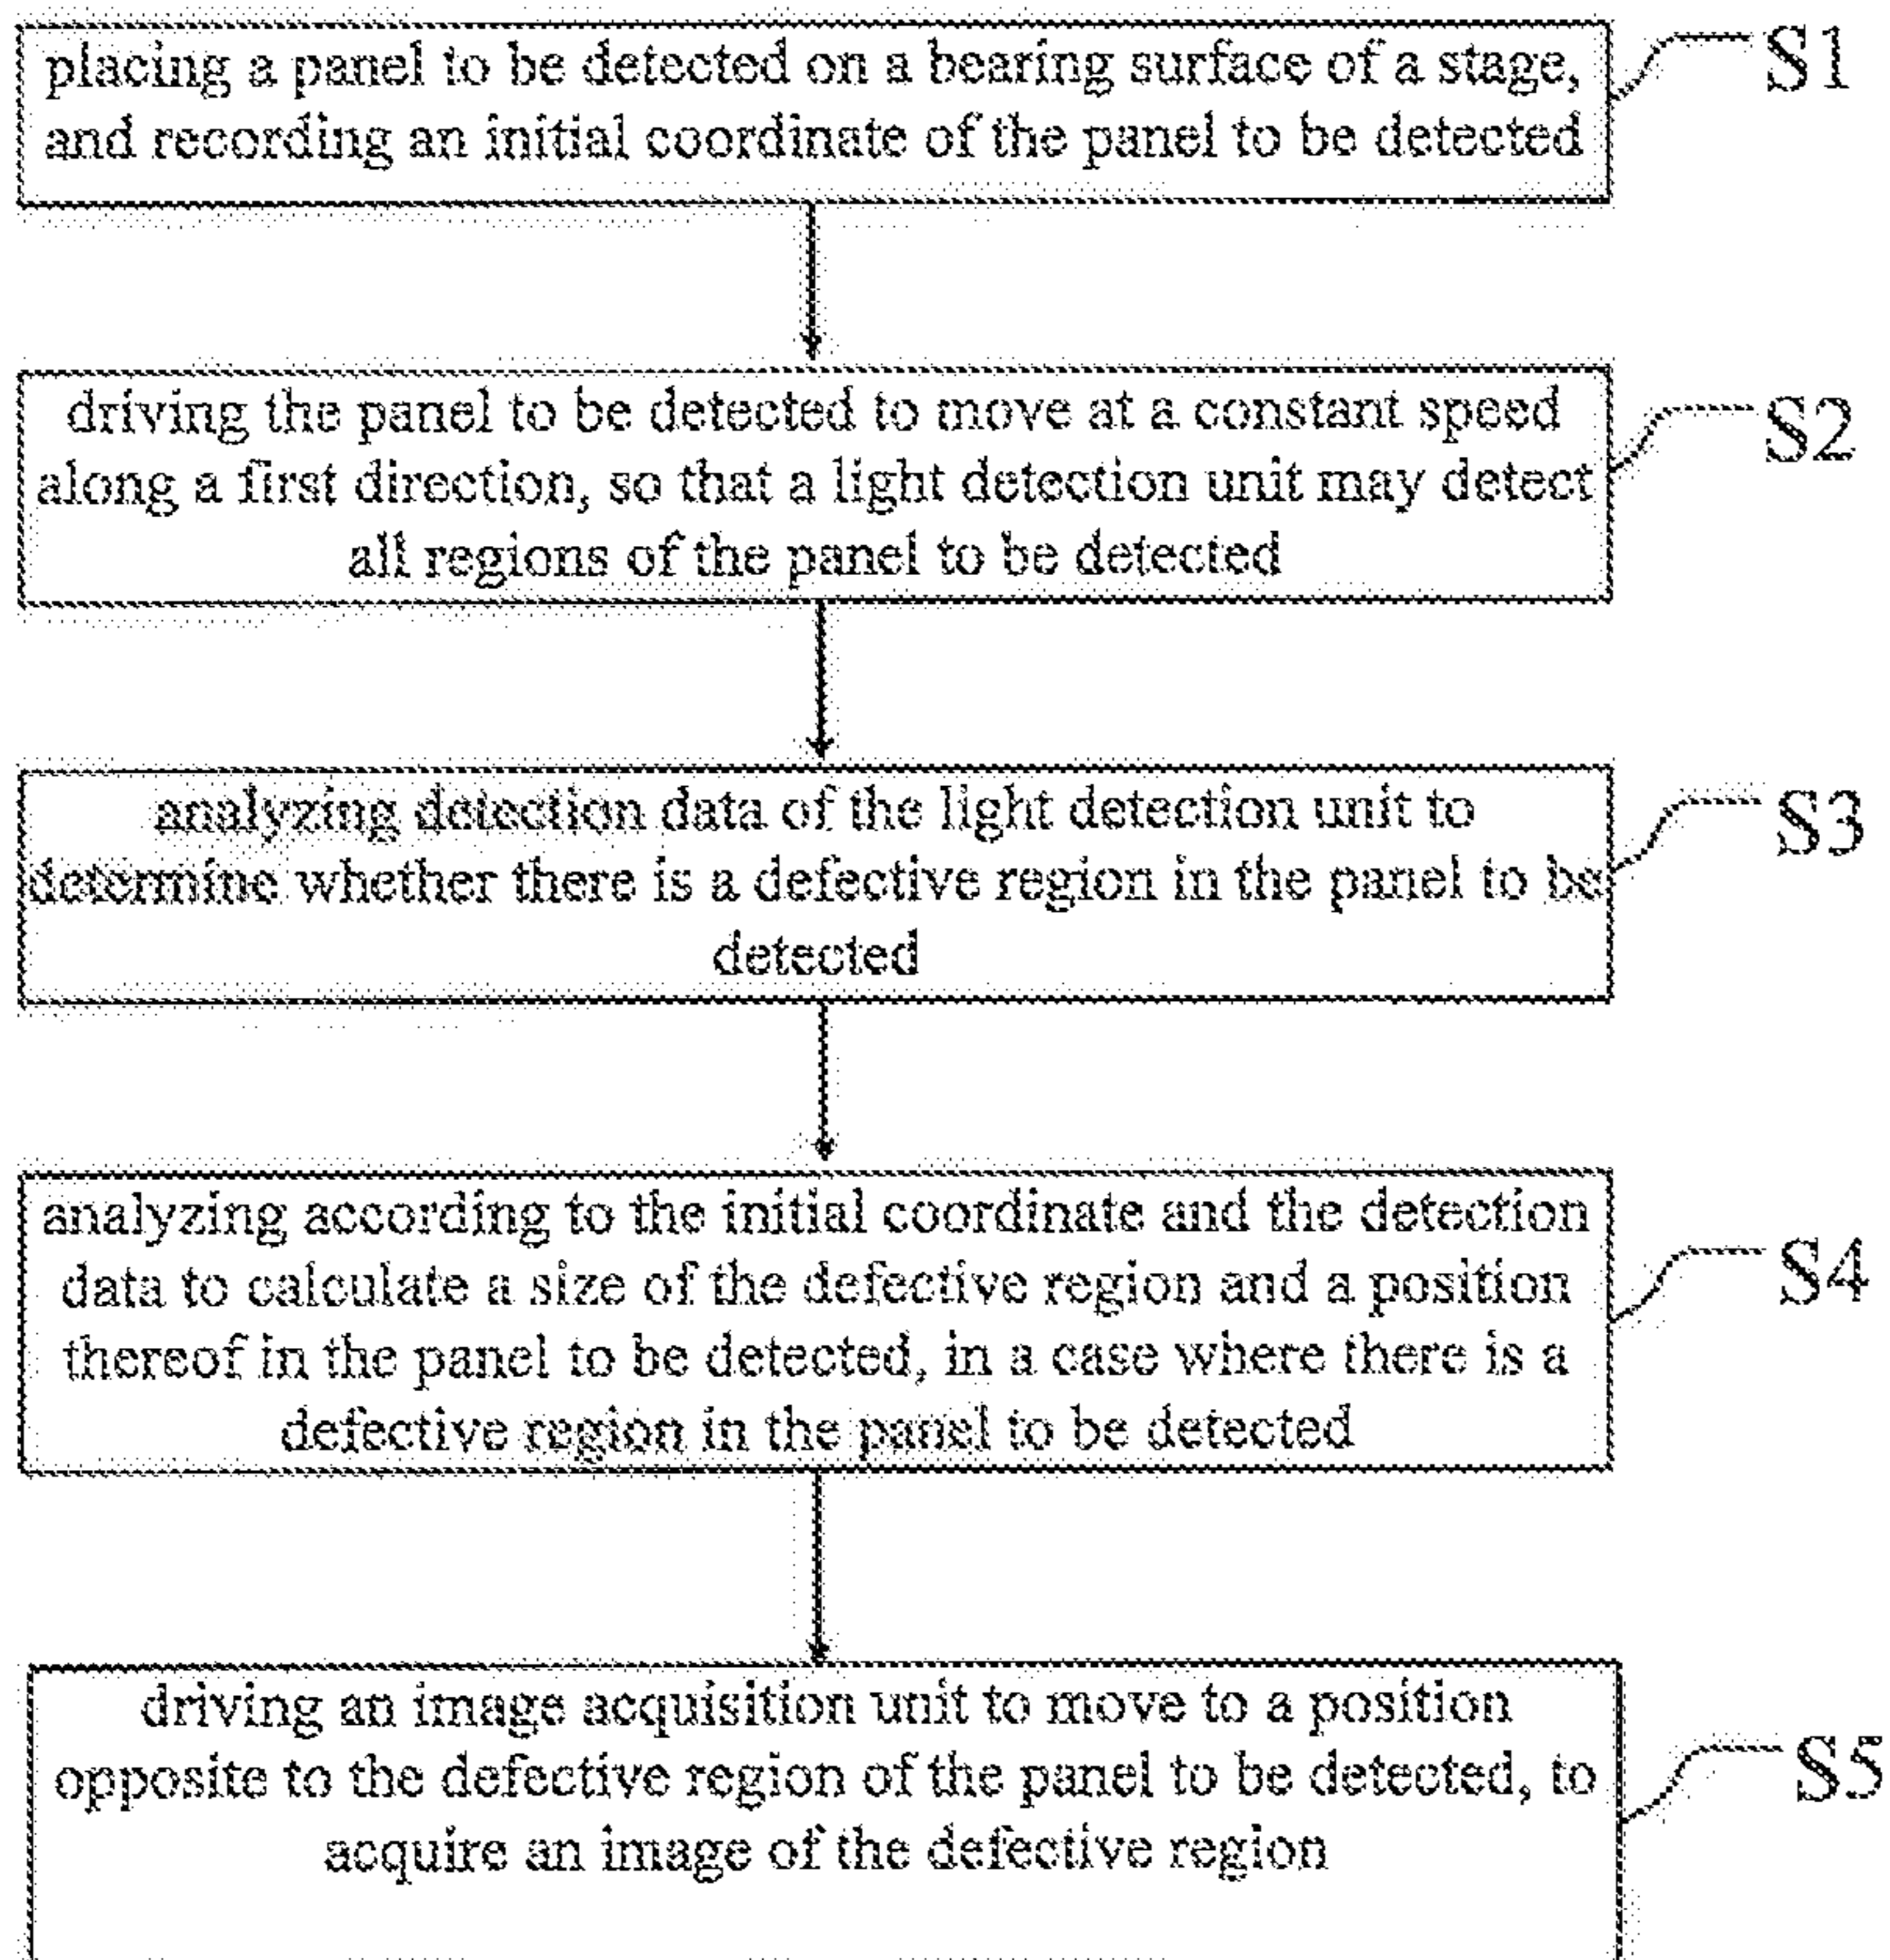 placing a panel to be detected on a bearing surface of a stage,
and recording an initial coordinate of the panel to be detected
S1
driving the panel to be detected to move at a constant speed
along a first direction, so that a light detection unit may detect
all regions of the panel to be detected
S2
analyzing detection data of the light detection unit to
determine whether there is a defective region in the panel to be
detected
S3
analyzing according to the initial coordinate and the detection
data to calculate a size of the defective region and a position
thereof in the panel to be detected, in a case where there is a
defective region in the panel to be detected
S4
driving an image acquisition unit to move to a position
opposite to the defective region of the panel to be detected, to
acquire an image of the defective region
S5